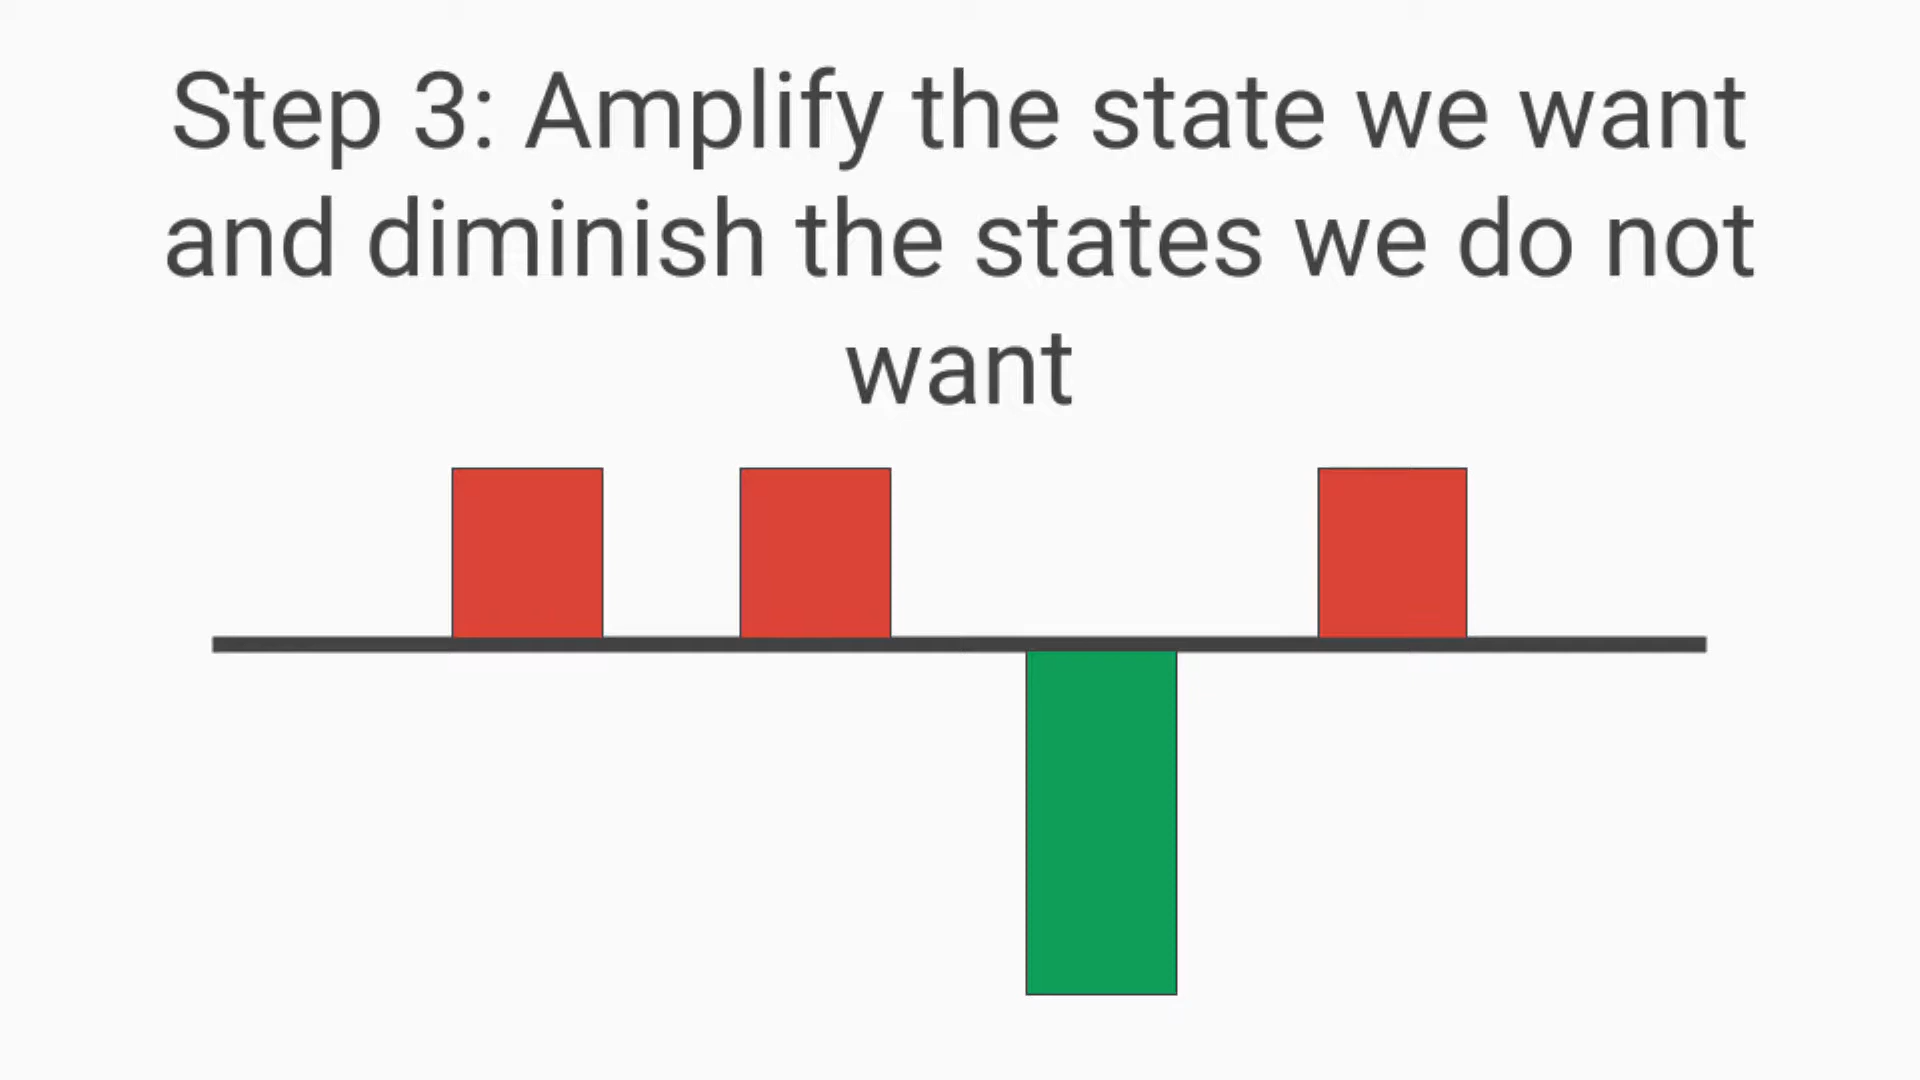 Step 3: Amplify the state we want
and diminish the states we do not
want